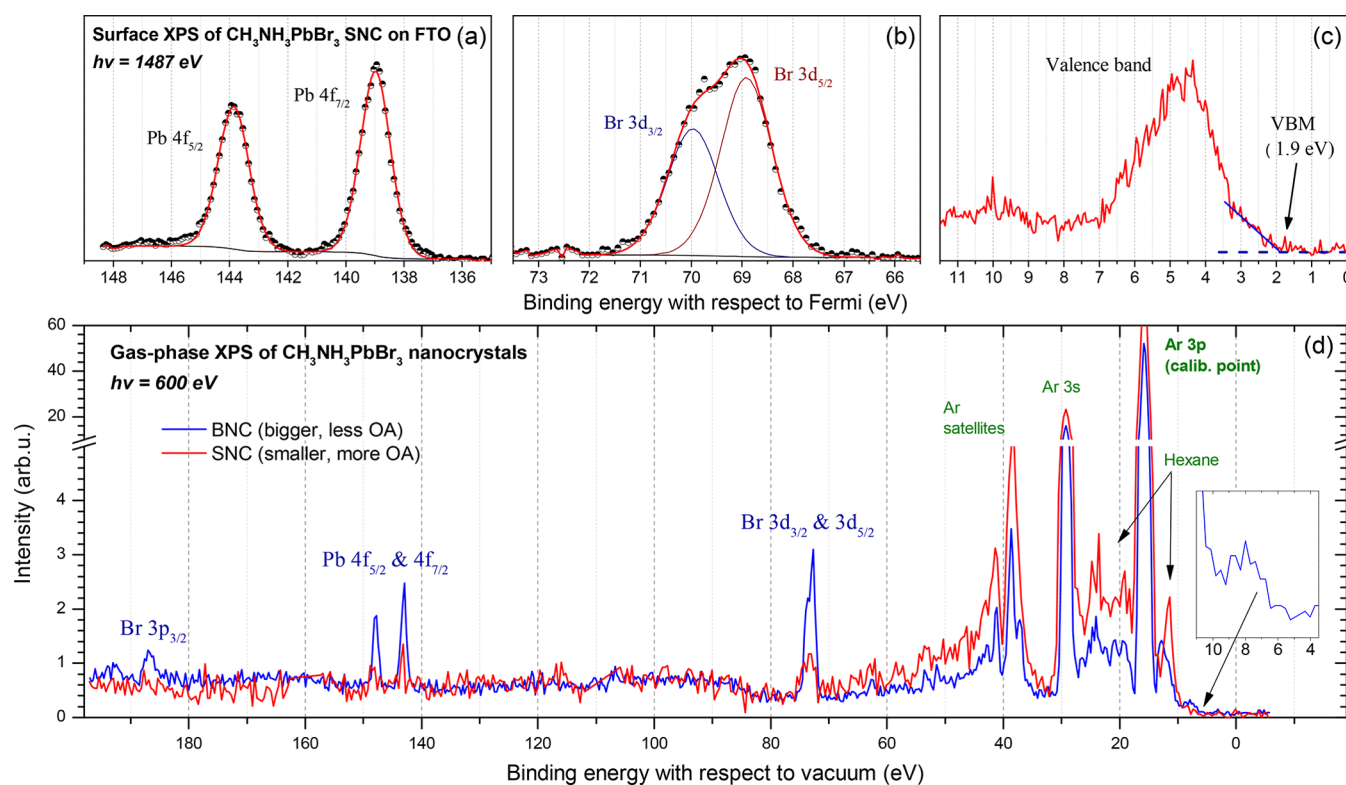 Surface XPS of CH₃NH₃PbBr₃ SNC on FTO (a)
hν = 1487 eV
Pb 4f₅/₂
Pb 4f₇/₂
148 146 144 142 140 138 136
(b)
Br 3d₅/₂
Br 3d₃/₂
73 72 71 70 69 68 67 66
(c)
Valence band
VBM
( 1.9 eV)
11 10 9 8 7 6 5 4 3 2 1 0
Binding energy with respect to Fermi (eV)
Gas-phase XPS of CH₃NH₃PbBr₃ nanocrystals
hν = 600 eV
BNC (bigger, less OA)
SNC (smaller, more OA)
Ar 3p
(calib. point)
(d)
Ar 3s
Ar
satellites
Hexane
Br 3d₃/₂ & 3d₅/₂
Pb 4f₅/₂ & 4f₇/₂
Br 3p₃/₂
10 8 6 4
60
40
20
4
3
2
1
0
Intensity (arb.u.)
180 160 140 120 100 80 60 40 20 0
Binding energy with respect to vacuum (eV)